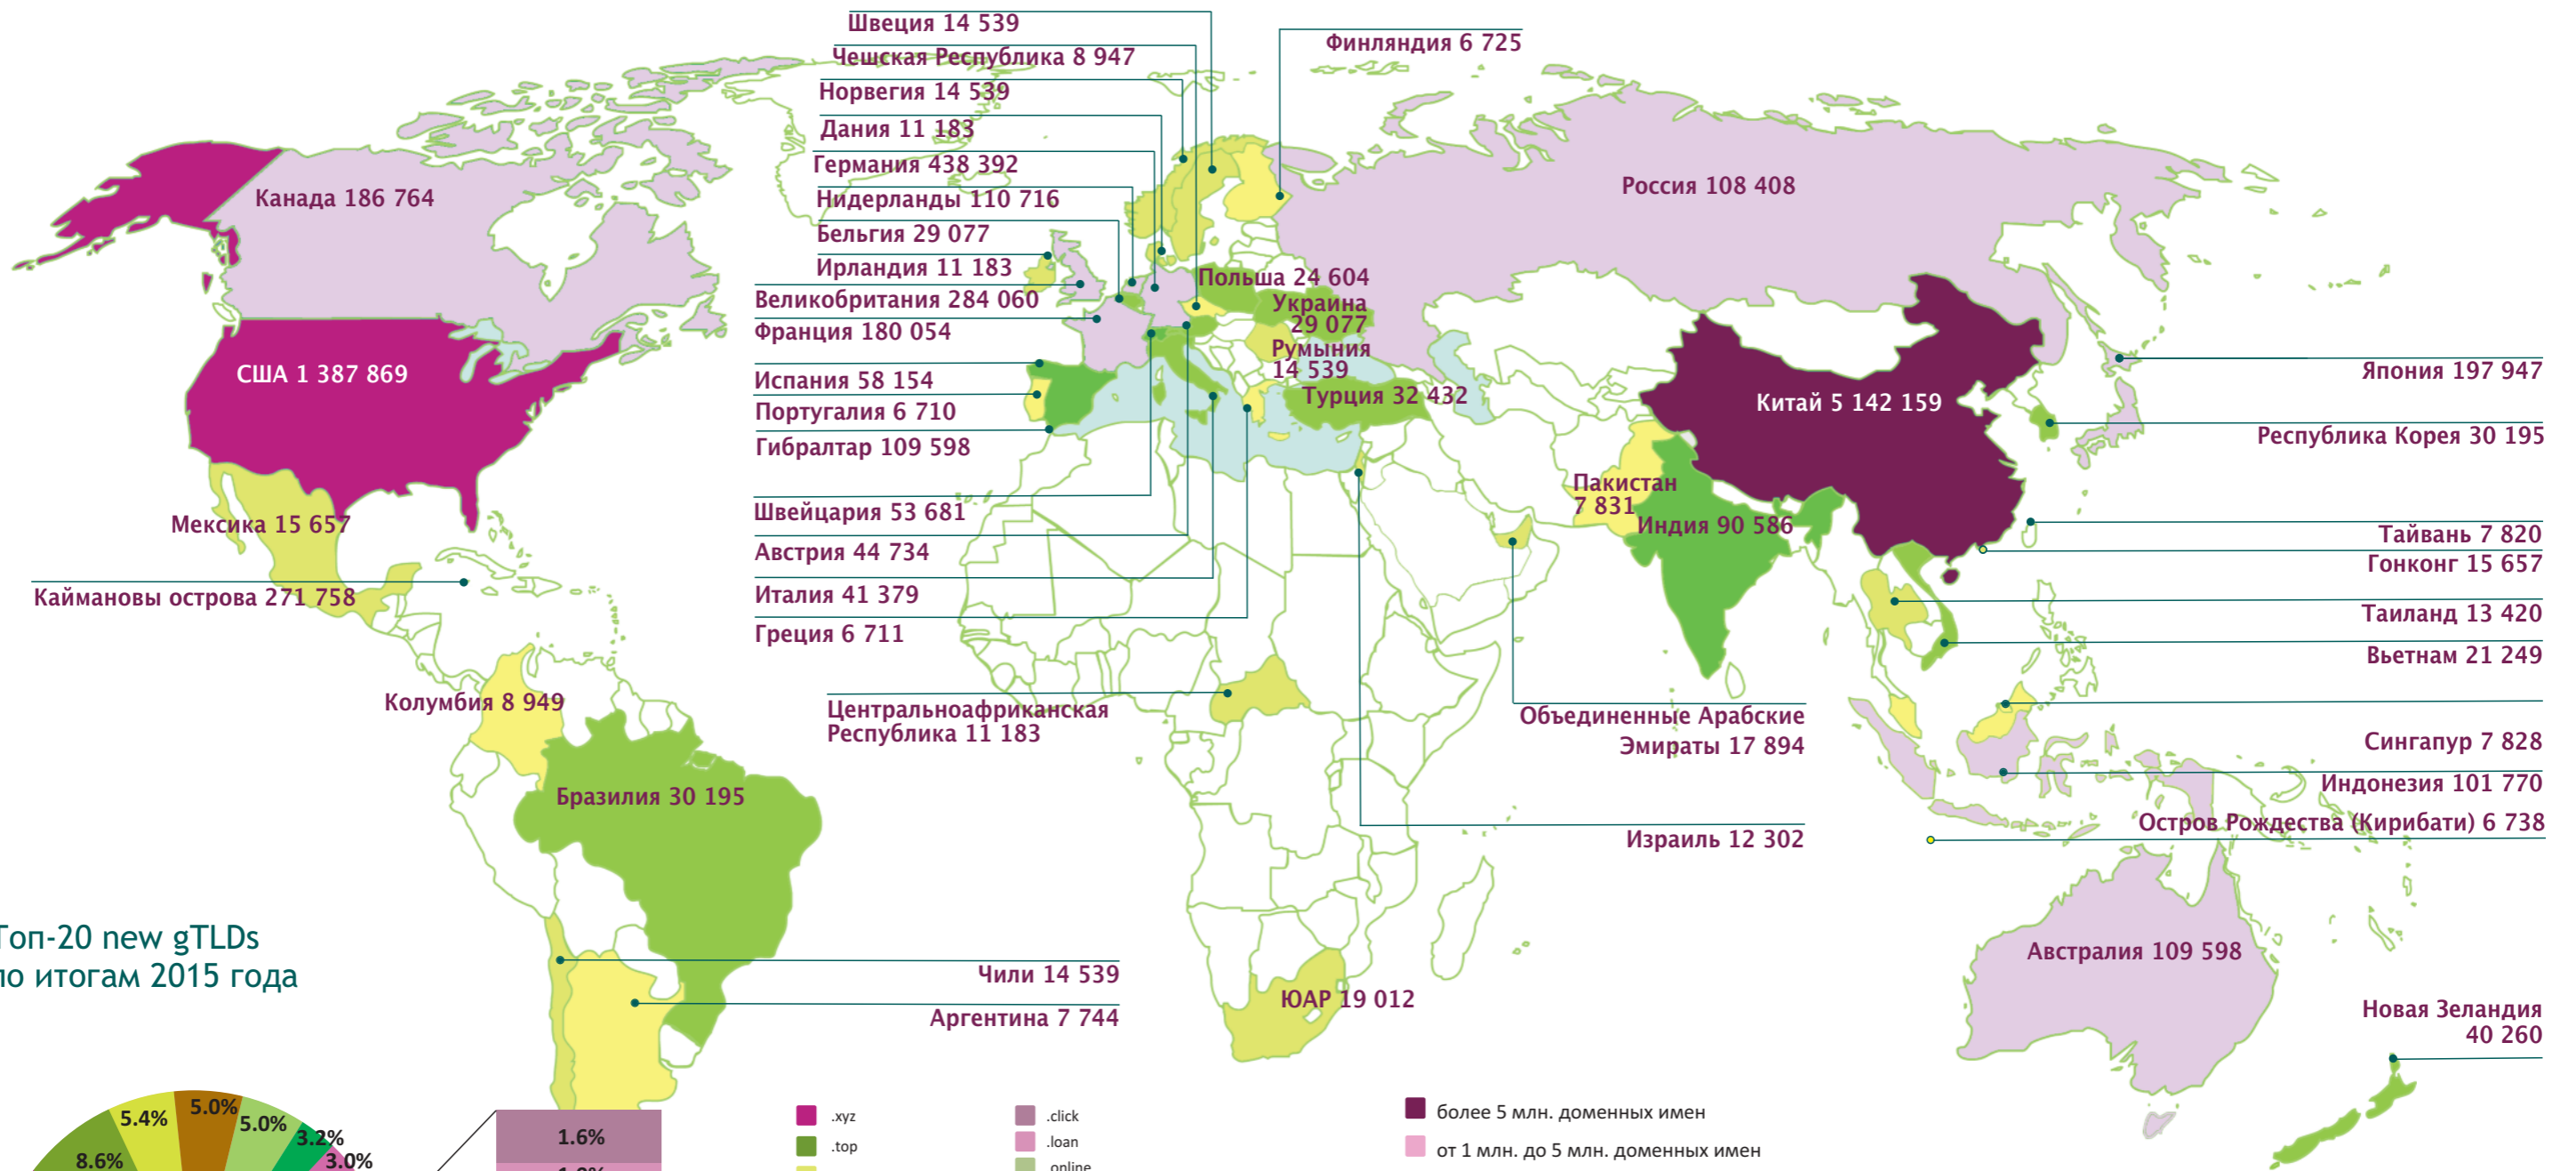 Швеция 14 539
Чешская Республика 8 947
Норвегия 14 539
Дания 11 183
Германия 438 392
Нидерланды 110 716
Бельгия 29 077
Ирландия 11 183
Великобритания 284 060
Франция 180 054
Испания 58 154
Португалия 6 710
Гибралтар 109 598
Швейцария 53 681
Австрия 44 734
Италия 41 379
Греция 6 711
Финляндия 6 725
Россия 108 408
Канада 186 764
США 1 387 869
Мексика 15 657
Каймановы острова 271 758
Колумбия 8 949
Бразилия 30 195
Чили 14 539
Аргентина 7 744
Польша 24 604
Украина
29 077
Румыния
14 539
Турция 32 432
Китай 5 142 159
Пакистан
7 831
Индия 90 586
Центральноафриканская
Республика 11 183
Объединенные Арабские
Эмираты 17 894
Израиль 12 302
ЮАР 19 012
Япония 197 947
Республика Корея 30 195
Тайвань 7 820
Гонконг 15 657
Таиланд 13 420
Вьетнам 21 249
Сингапур 7 828
Индонезия 101 770
Остров Рождества (Кирибати) 6 738
Австралия 109 598
Новая Зеландия
40 260
Топ-20 new gTLDs
по итогам 2015 года
8.6%
5.4%
5.0%
5.0%
3.2%
3.0%
1.6%
.xyz
.top
.click
.loan
.online
более 5 млн. доменных имен
от 1 млн. до 5 млн. доменных имен